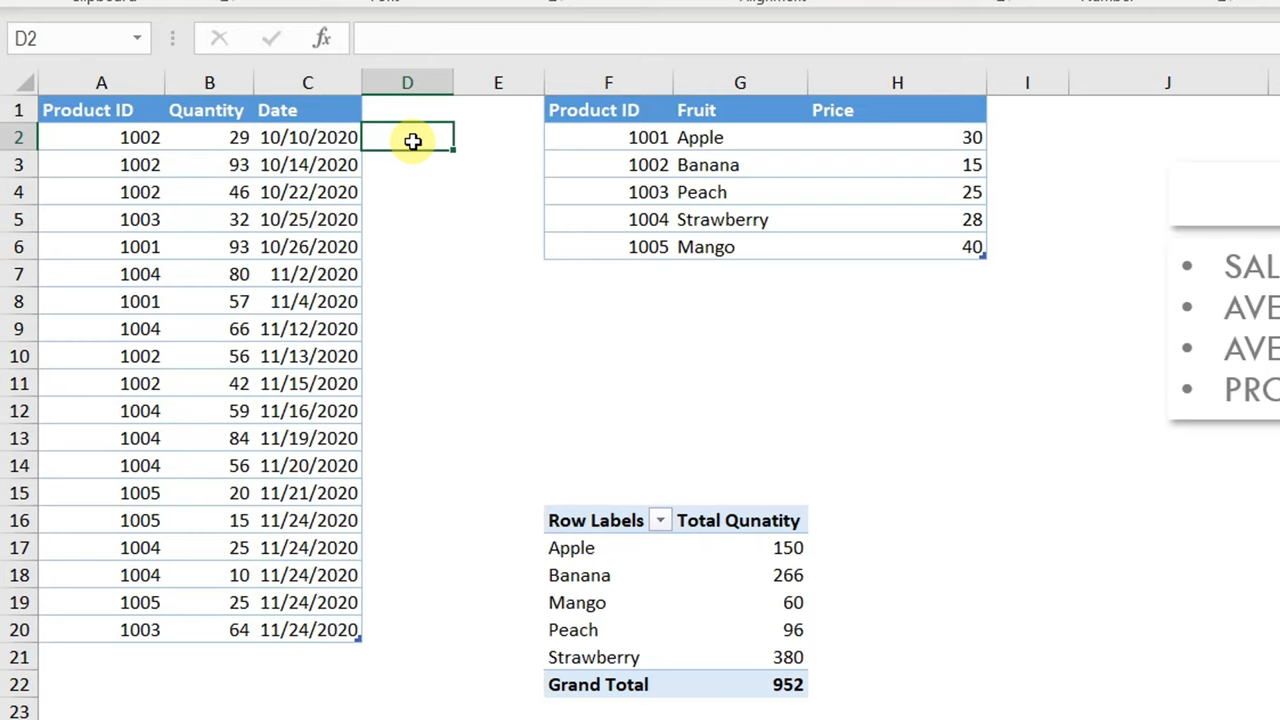 D2
fx
A B C D E F G H I J
1 Product ID Quantity Date Product ID Fruit Price
2 1002 29 10/10/2020 1001 Apple 30
3 1002 93 10/14/2020 1002 Banana 15
4 1002 46 10/22/2020 1003 Peach 25
5 1003 32 10/25/2020 1004 Strawberry 28
6 1001 93 10/26/2020 1005 Mango 40
7 1004 80 11/2/2020
8 1001 57 11/4/2020
9 1004 66 11/12/2020
10 1002 56 11/13/2020
11 1002 42 11/15/2020
12 1004 59 11/16/2020
13 1004 84 11/19/2020
14 1004 56 11/20/2020
15 1005 20 11/21/2020
16 1005 15 11/24/2020 Row Labels Total Qunatity
17 1004 25 11/24/2020 Apple 150
18 1004 10 11/24/2020 Banana 266
19 1005 25 11/24/2020 Mango 60
20 1003 64 11/24/2020 Peach 96
21 Strawberry 380
22 Grand Total 952
23
• SAL
• AVE
• AVE
• PRO